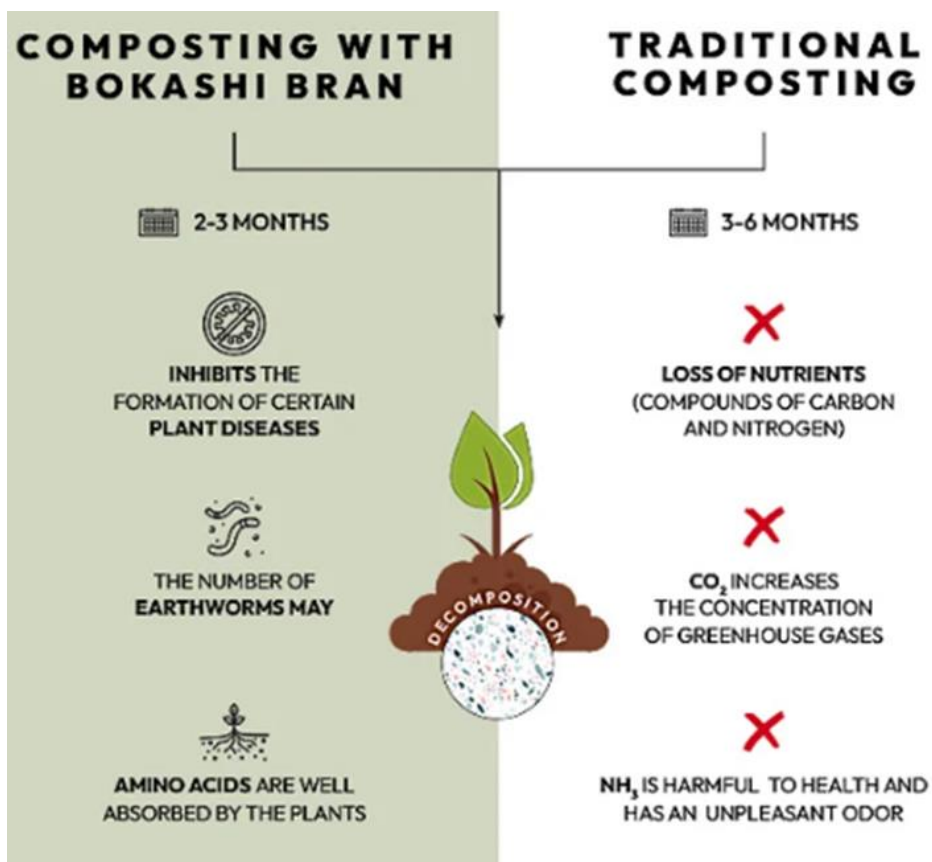 COMPOSTING WITH
BOKASHI BRAN
2-3 MONTHS
INHIBITS THE
FORMATION OF CERTAIN
PLANT DISEASES
THE NUMBER OF
EARTHWORMS MAY
AMINO ACIDS ARE WELL
ABSORBED BY THE PLANTS
DECOMPOSITION
TRADITIONAL
COMPOSTING
3-6 MONTHS
LOSS OF NUTRIENTS
(COMPOUNDS OF CARBON
AND NITROGEN)
CO₂ INCREASES
THE CONCENTRATION
OF GREENHOUSE GASES
NH₃ IS HARMFUL TO HEALTH AND
HAS AN UNPLEASANT ODOR